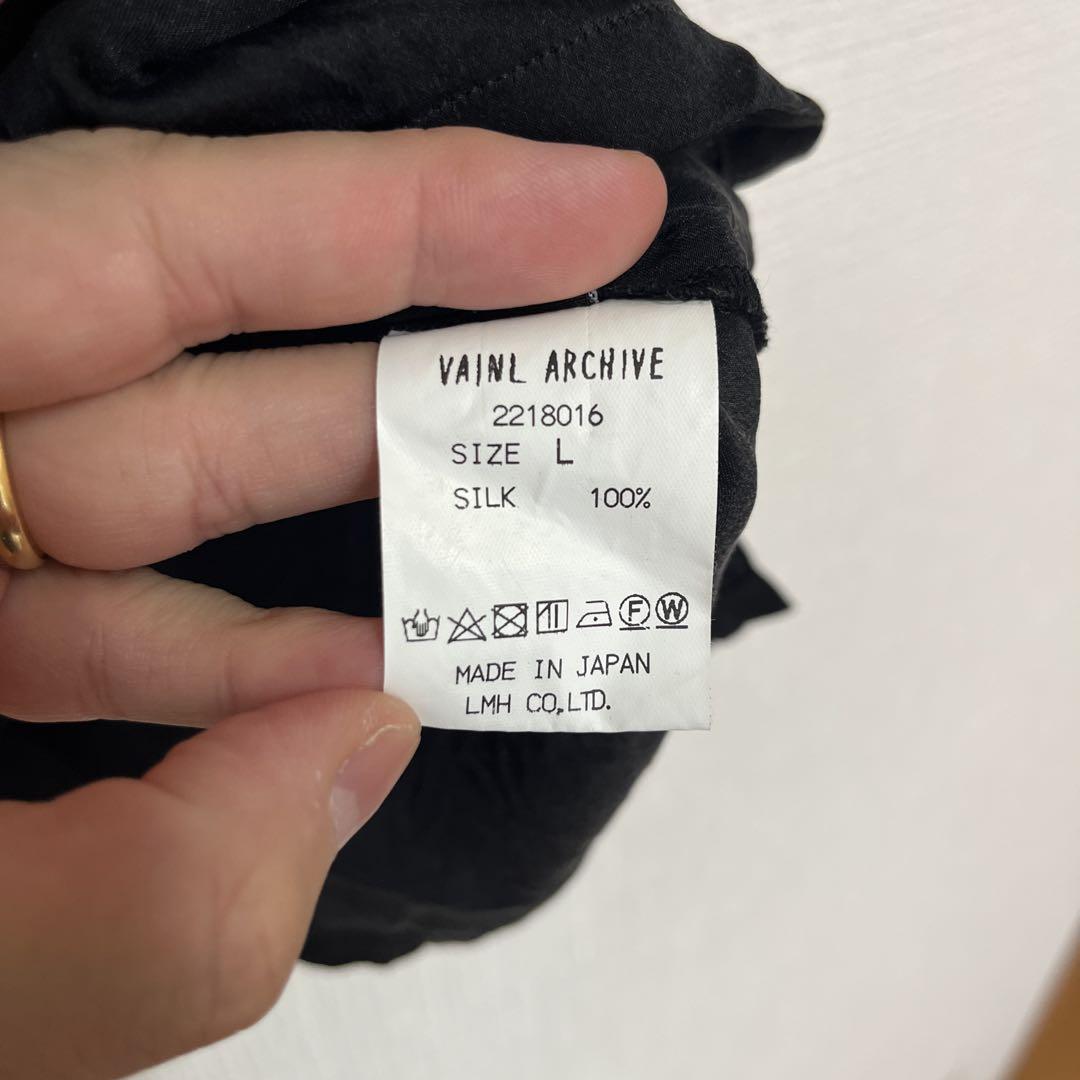 VAINL ARCHIVE
2218016
SIZE L
SILK 100%
F W
MADE IN JAPAN
LMH CO.,LTD.